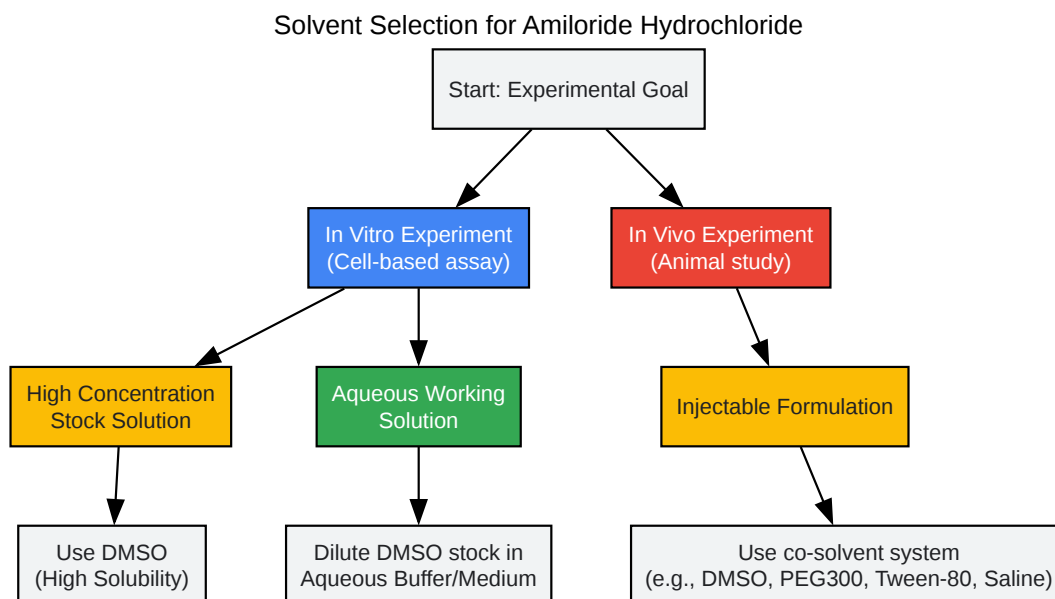 Solvent Selection for Amiloride Hydrochloride
Start: Experimental Goal
In Vitro Experiment
(Cell-based assay)
In Vivo Experiment
(Animal study)
High Concentration
Stock Solution
Aqueous Working
Solution
Injectable Formulation
Use DMSO
(High Solubility)
Dilute DMSO stock in
Aqueous Buffer/Medium
Use co-solvent system
(e.g., DMSO, PEG300, Tween-80, Saline)